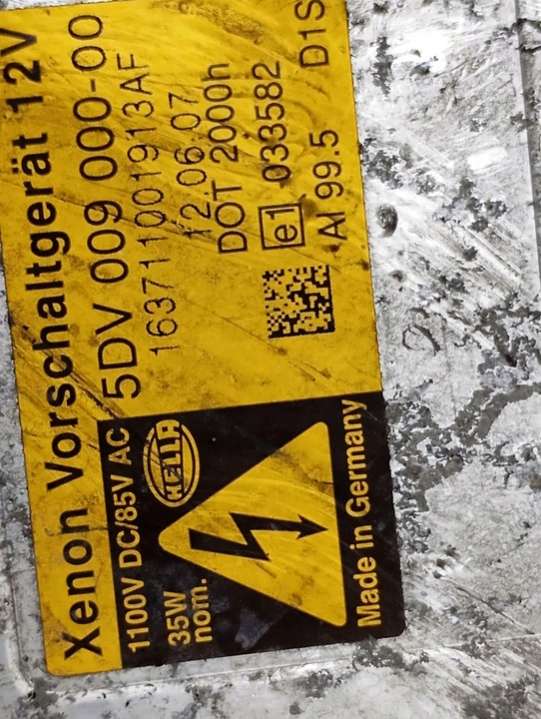 Xenon Vorschaltgerät 12V
5DV 009 000-00
163711001913AF
12.06.07
DOT 2000h
e1 033582
Al 99.5 D1S
1100V DC/85V AC
HELLA
35W
nom.
Made in Germany